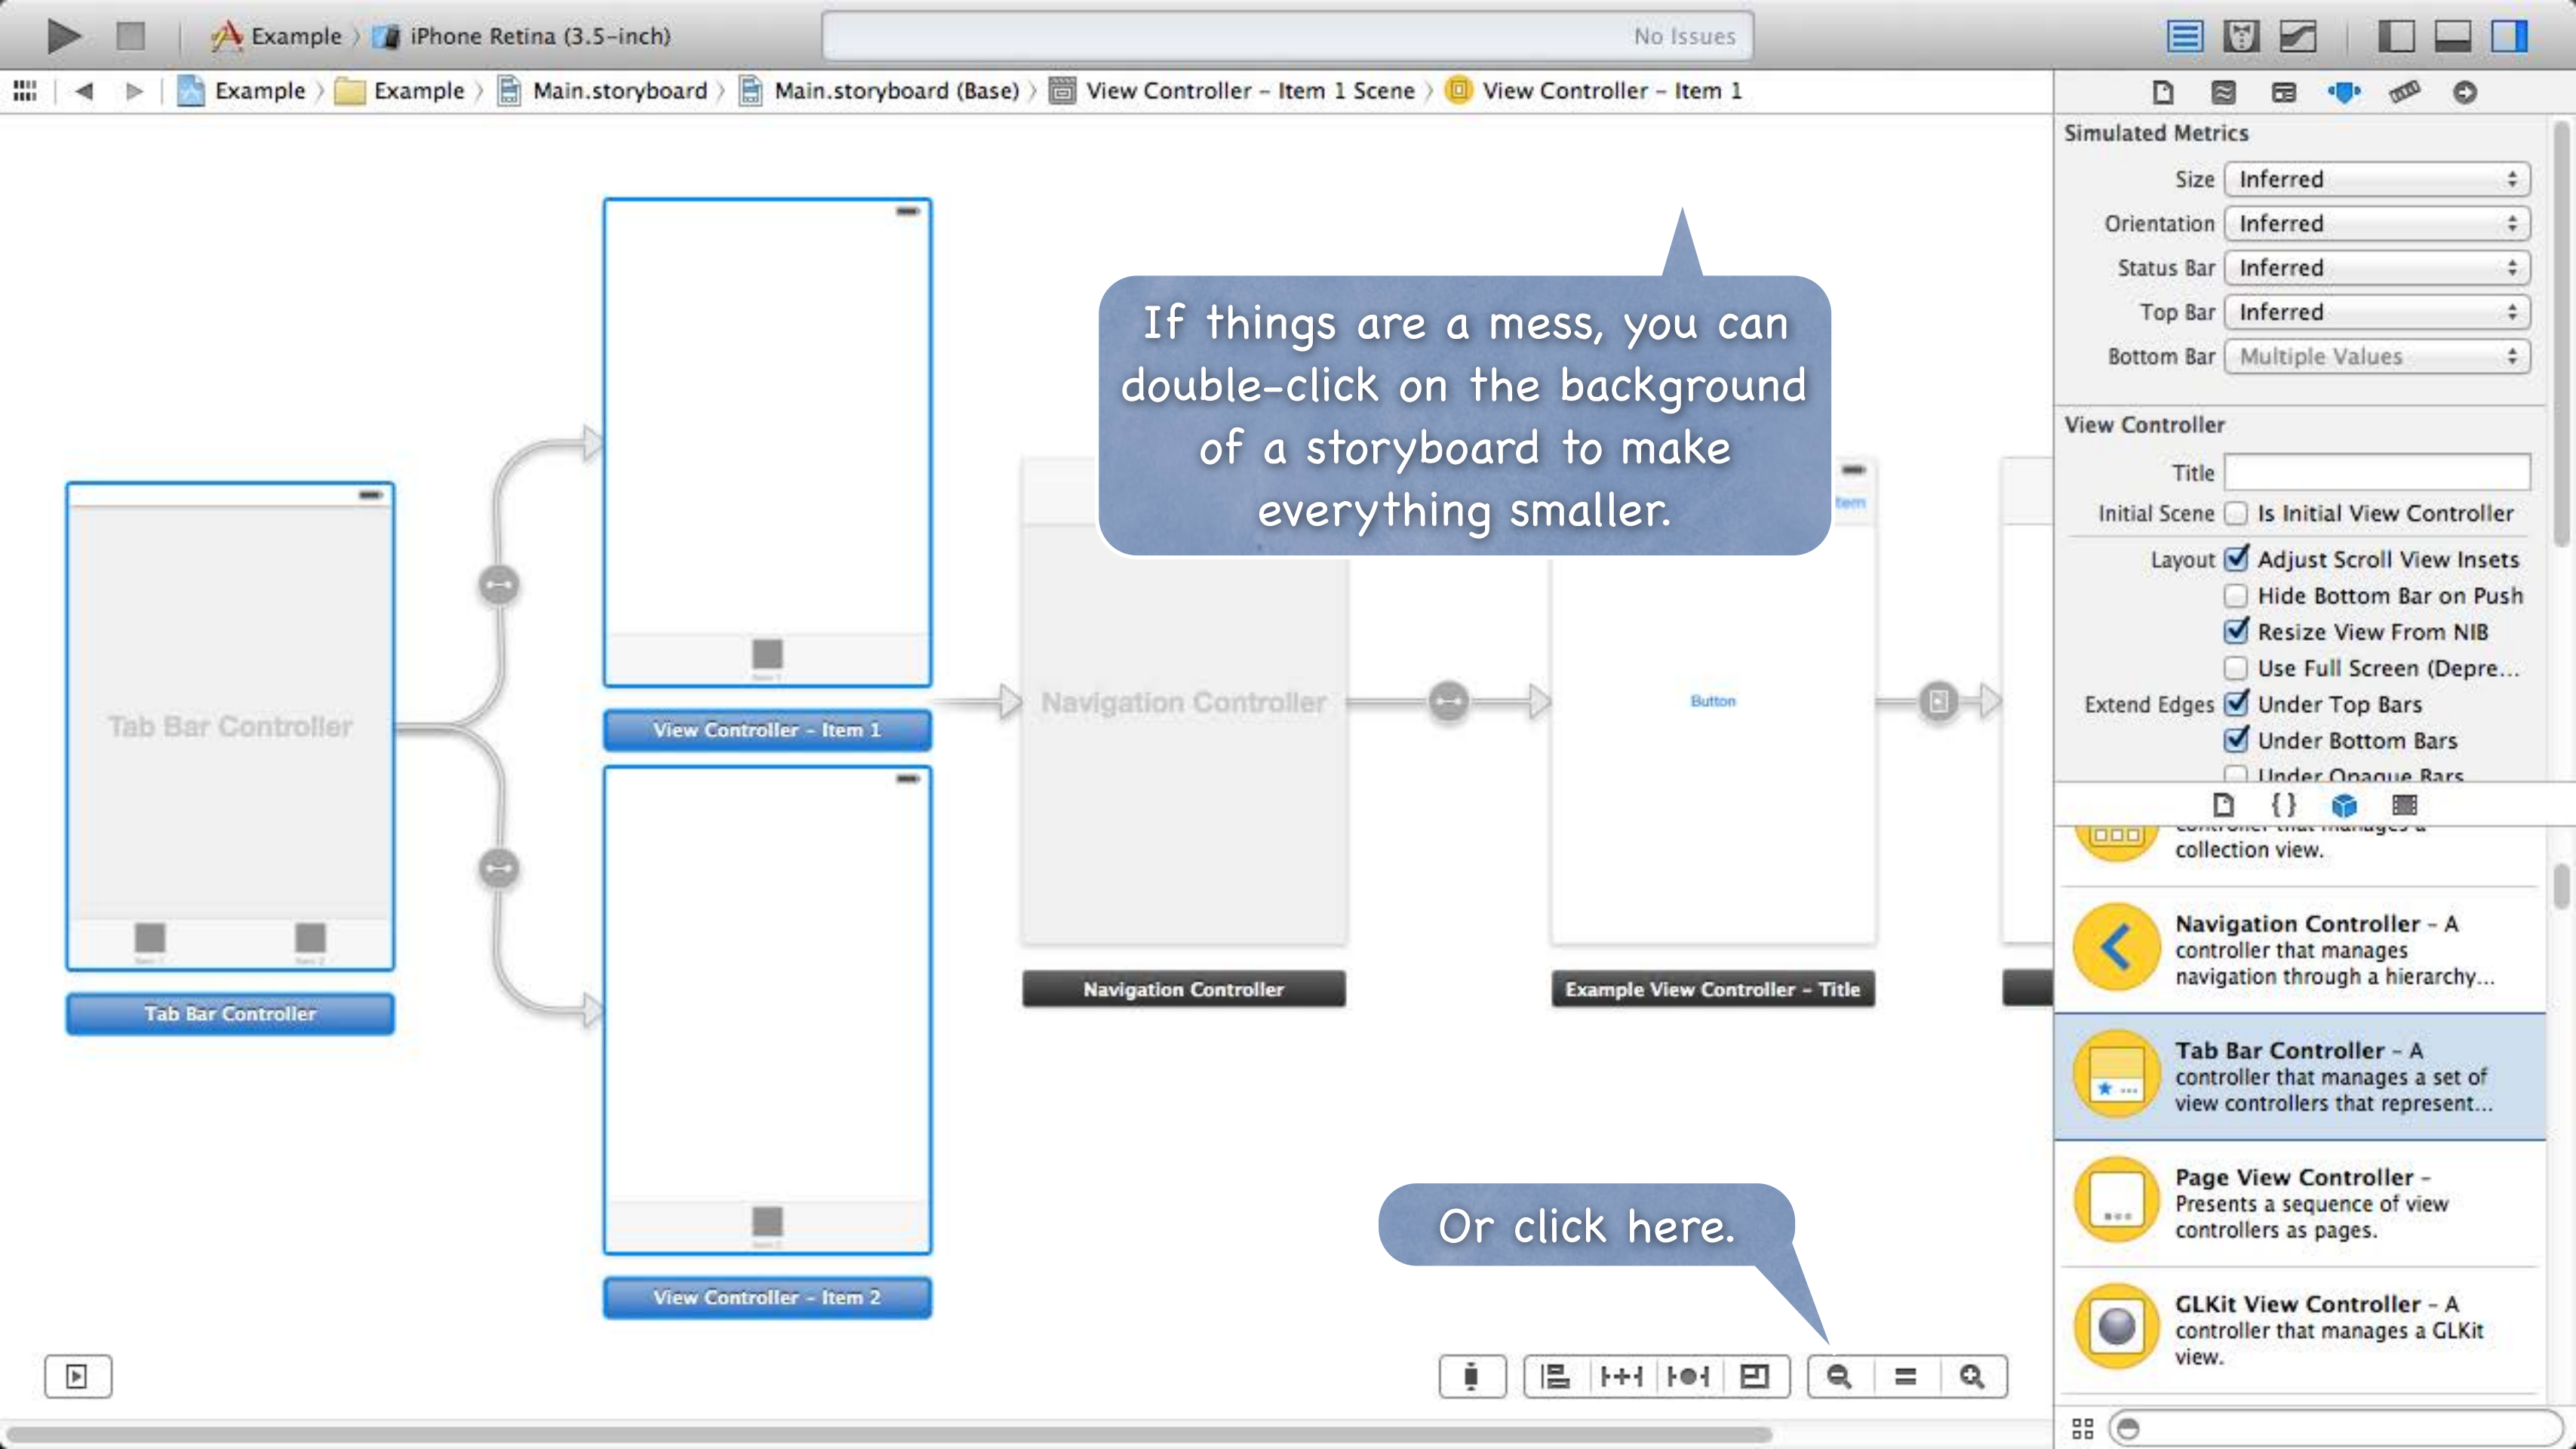 Example
iPhone Retina (3.5-inch)
No Issues
Example
Example
Main.storyboard
Main.storyboard (Base)
View Controller - Item 1 Scene
View Controller - Item 1
If things are a mess, you can
double-click on the background
of a storyboard to make
everything smaller.
Item
Tab Bar Controller
Tab Bar Controller
View Controller - Item 1
View Controller - Item 2
Navigation Controller
Navigation Controller
Button
Example View Controller - Title
Or click here.
Simulated Metrics
Size Inferred
Orientation Inferred
Status Bar Inferred
Top Bar Inferred
Bottom Bar Multiple Values
View Controller
Title
Initial Scene Is Initial View Controller
Layout Adjust Scroll View Insets
Hide Bottom Bar on Push
Resize View From NIB
Use Full Screen (Depre...
Extend Edges Under Top Bars
Under Bottom Bars
Under Opaque Bars
{ }
controller that manages a
collection view.
Navigation Controller - A
controller that manages
navigation through a hierarchy...
Tab Bar Controller - A
controller that manages a set of
view controllers that represent...
Page View Controller -
Presents a sequence of view
controllers as pages.
GLKit View Controller - A
controller that manages a GLKit
view.